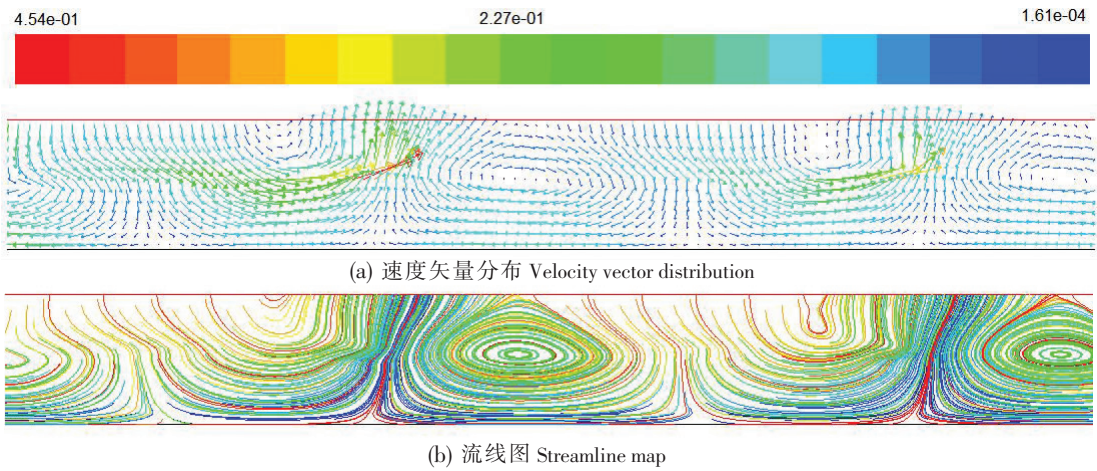 4.54e-01 2.27e-01 1.61e-04
(a) 速度矢量分布 Velocity vector distribution
(b) 流线图 Streamline map